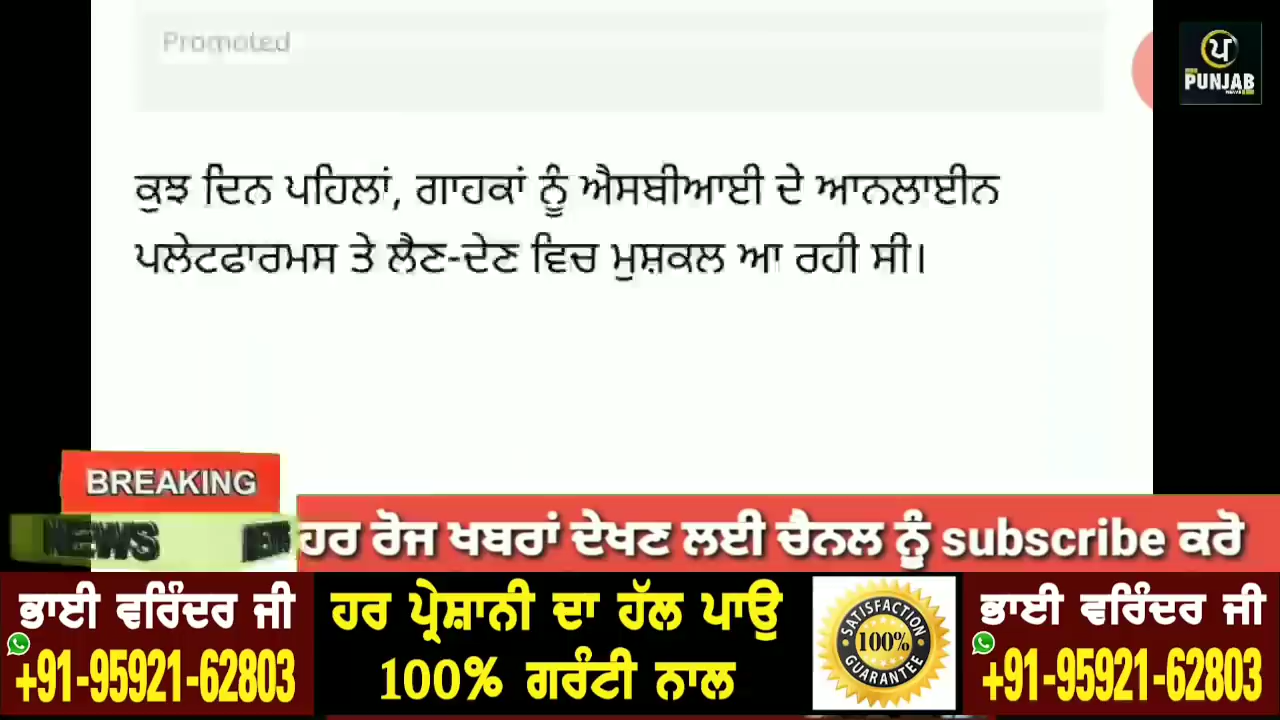 Promoted
ਪ
PUNJAB
ਕੁਝ ਦਿਨ ਪਹਿਲਾਂ, ਗਾਹਕਾਂ ਨੂੰ ਐਸਬੀਆਈ ਦੇ ਆਨਲਾਈਨ
ਪਲੇਟਫਾਰਮਸ ਤੇ ਲੈਣ-ਦੇਣ ਵਿਚ ਮੁਸ਼ਕਲ ਆ ਰਹੀ ਸੀ।
BREAKING
NEWS
ਹਰ ਰੋਜ ਖਬਰਾਂ ਦੇਖਣ ਲਈ ਚੈਨਲ ਨੂੰ subscribe ਕਰੋ
ਭਾਈ ਵਰਿੰਦਰ ਜੀ
+91-95921-62803
ਹਰ ਪ੍ਰੇਸ਼ਾਨੀ ਦਾ ਹੱਲ ਪਾਉ
100% ਗਰੰਟੀ ਨਾਲ
SATISFACTION
100%
GUARANTEE
ਭਾਈ ਵਰਿੰਦਰ ਜੀ
+91-95921-62803